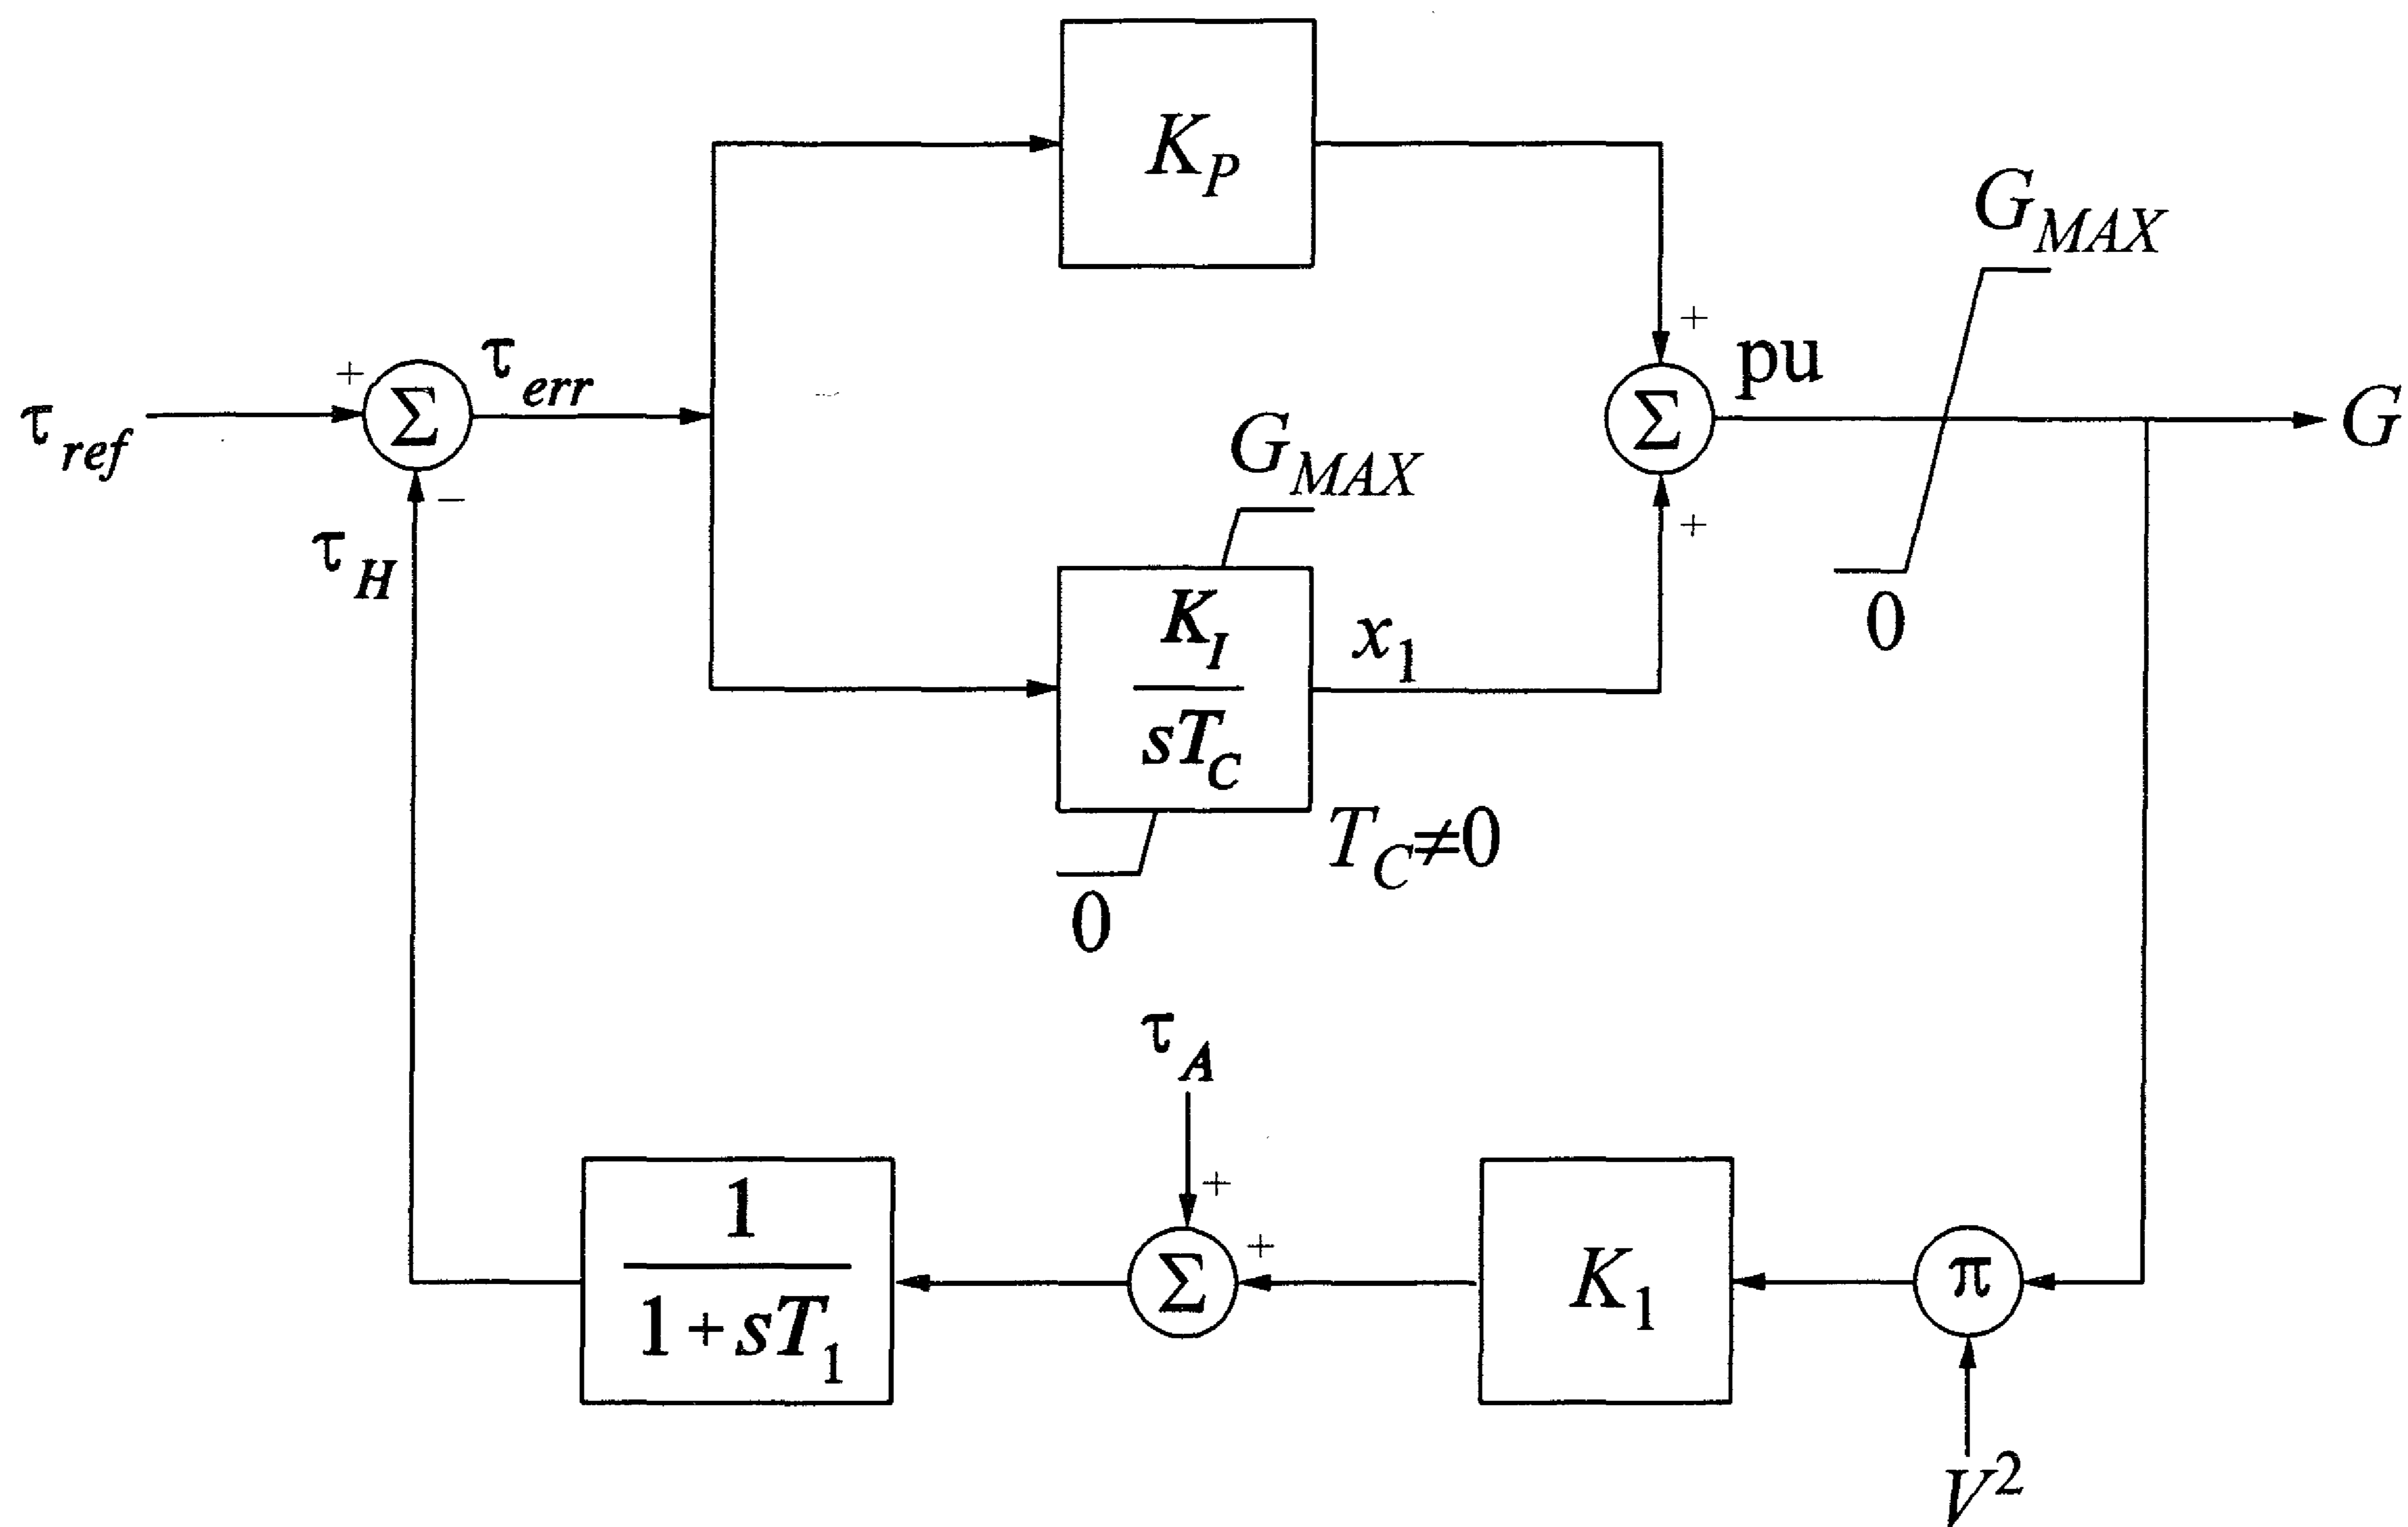 K_P
G_MAX
τ_ref
+
Σ
τ_err
−
τ_H
G_MAX
K_I
sT_C
0
T_C≠0
x_1
+
Σ
+
pu
0
G
τ_A
+
Σ
+
1
1+sT_1
K_1
π
V²